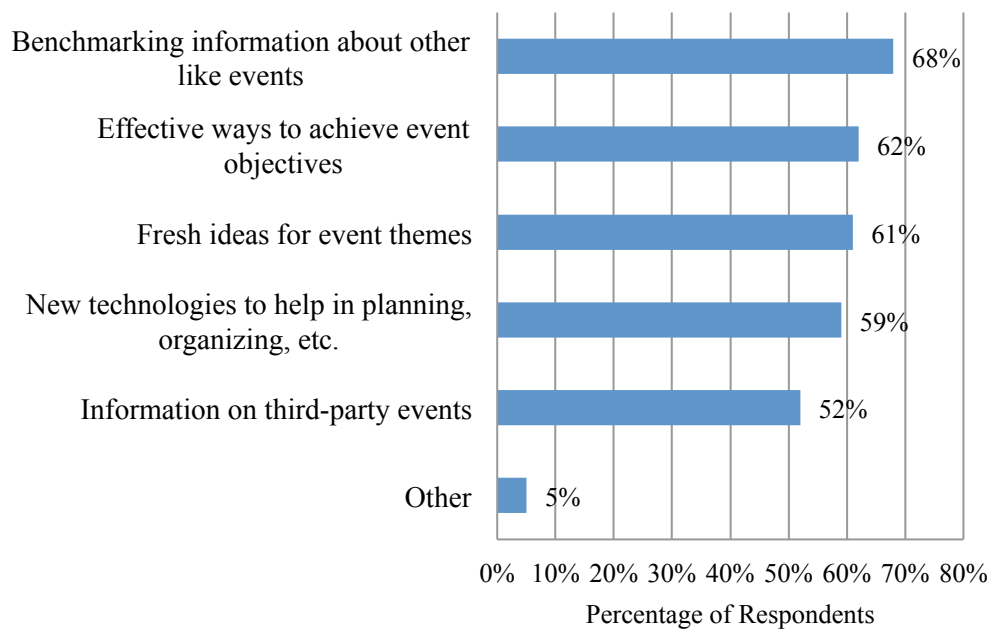 Benchmarking information about other
like events
68%
Effective ways to achieve event
objectives
62%
Fresh ideas for event themes
61%
New technologies to help in planning,
organizing, etc.
59%
Information on third-party events
52%
Other
5%
0% 10% 20% 30% 40% 50% 60% 70% 80%
Percentage of Respondents